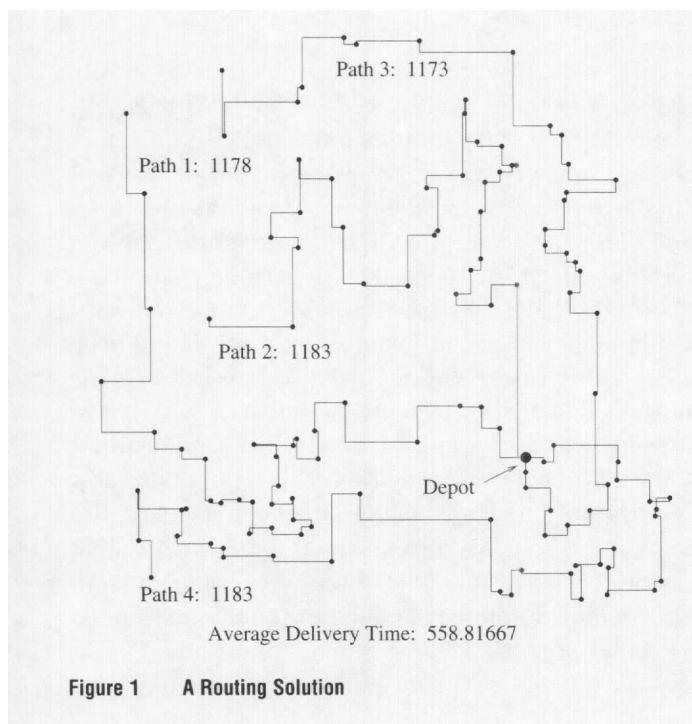 Path 3: 1173
Path 1: 1178
Path 2: 1183
Depot
Path 4: 1183
Average Delivery Time: 558.81667
Figure 1 A Routing Solution